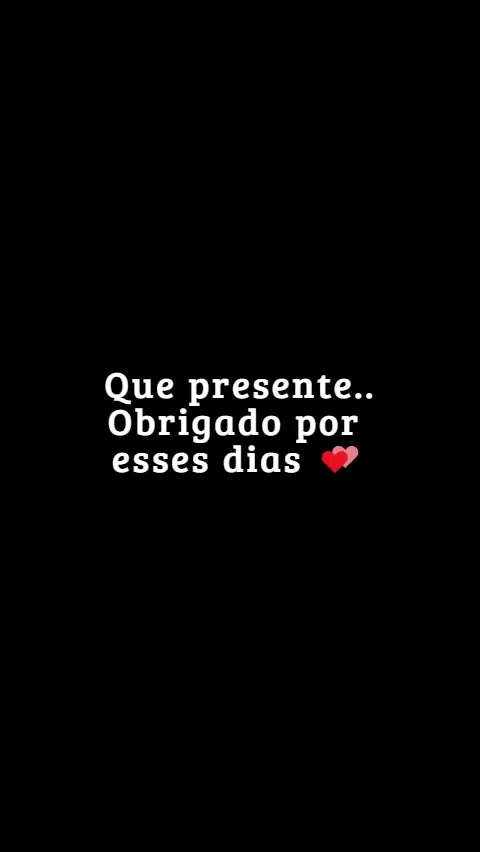 Que presente..
Obrigado por
esses dias 💕